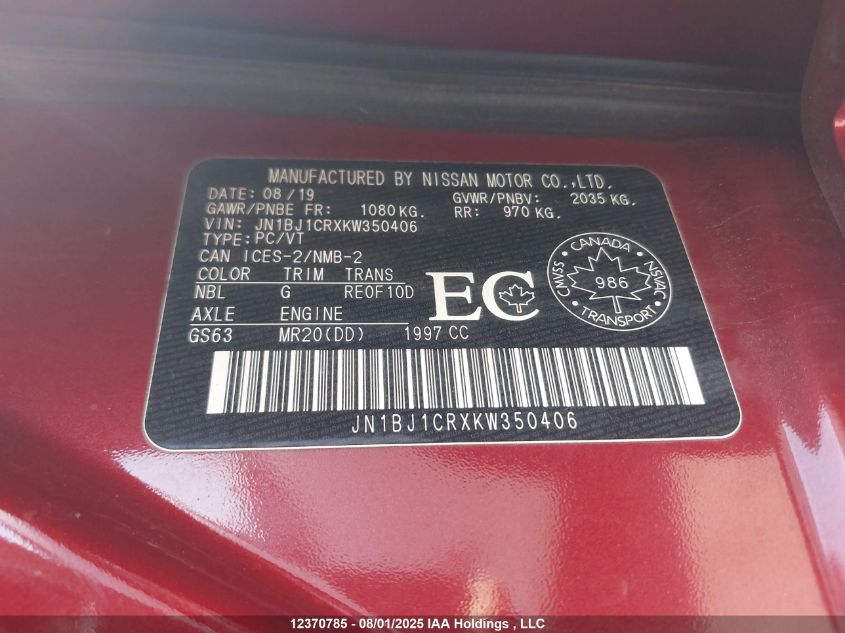 MANUFACTURED BY NISSAN MOTOR CO.,LTD.
DATE: 08/19 GVWR/PNBV: 2035 KG.
GAWR/PNBE FR: 1080 KG. RR: 970 KG.
VIN: JN1BJ1CRXKW350406
TYPE: PC/VT
CAN ICES-2/NMB-2
COLOR TRIM TRANS
NBL G RE0F10D
AXLE ENGINE
GS63 MR20(DD) 1997 CC
EC
CANADA
CMVSS 986 NSVAC
TRANSPORT
JN1BJ1CRXKW350406
12370785 - 08/01/2025 IAA Holdings , LLC